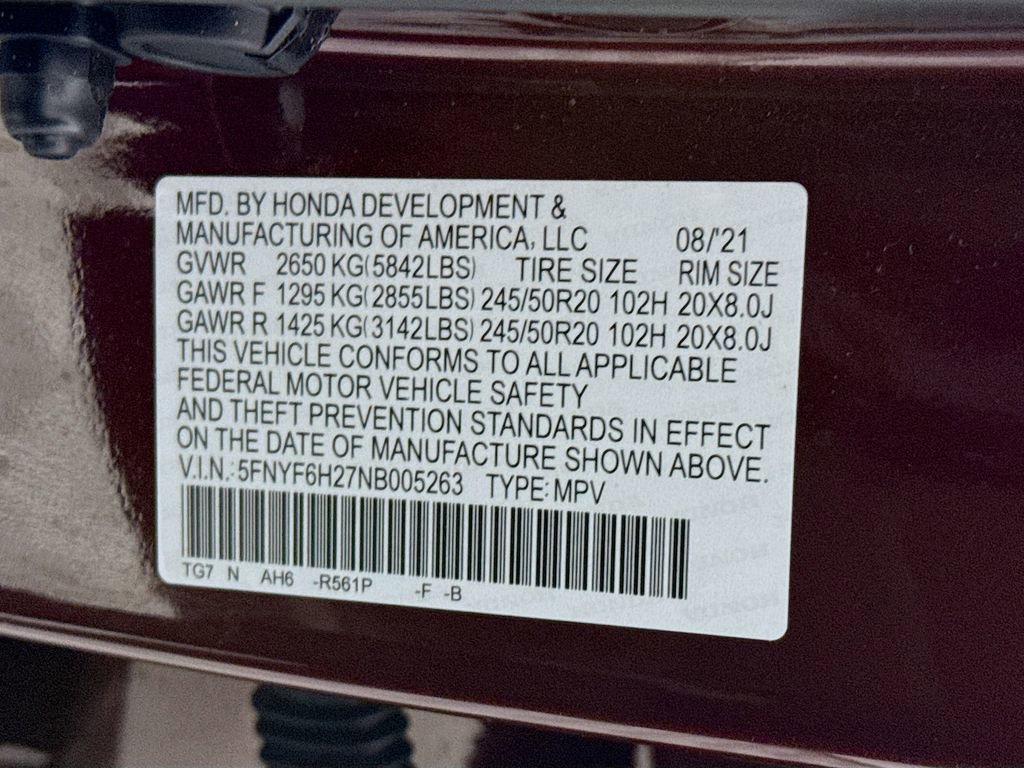 MFD. BY HONDA DEVELOPMENT &
MANUFACTURING OF AMERICA, LLC 08/'21
GVWR 2650 KG(5842LBS) TIRE SIZE RIM SIZE
GAWR F 1295 KG(2855LBS) 245/50R20 102H 20X8.0J
GAWR R 1425 KG(3142LBS) 245/50R20 102H 20X8.0J
THIS VEHICLE CONFORMS TO ALL APPLICABLE
FEDERAL MOTOR VEHICLE SAFETY
AND THEFT PREVENTION STANDARDS IN EFFECT
ON THE DATE OF MANUFACTURE SHOWN ABOVE.
V.I.N.: 5FNYF6H27NB005263 TYPE: MPV
TG7 N AH6 -R561P -F -B